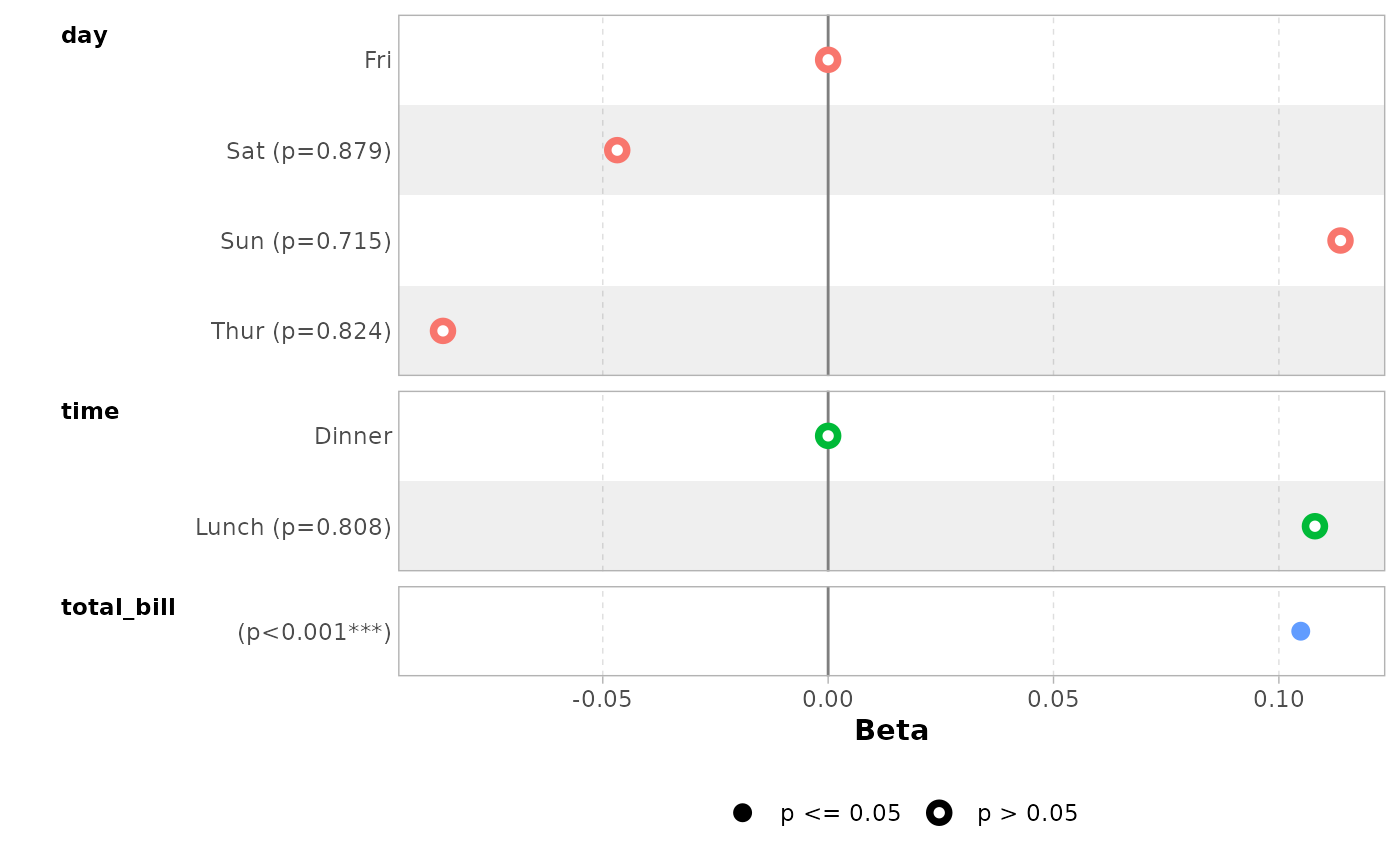 day
Fri
Sat (p=0.879)
Sun (p=0.715)
Thur (p=0.824)
time
Dinner
Lunch (p=0.808)
total_bill
(p<0.001***)
-0.05 0.00 0.05 0.10
Beta
p <= 0.05 p > 0.05